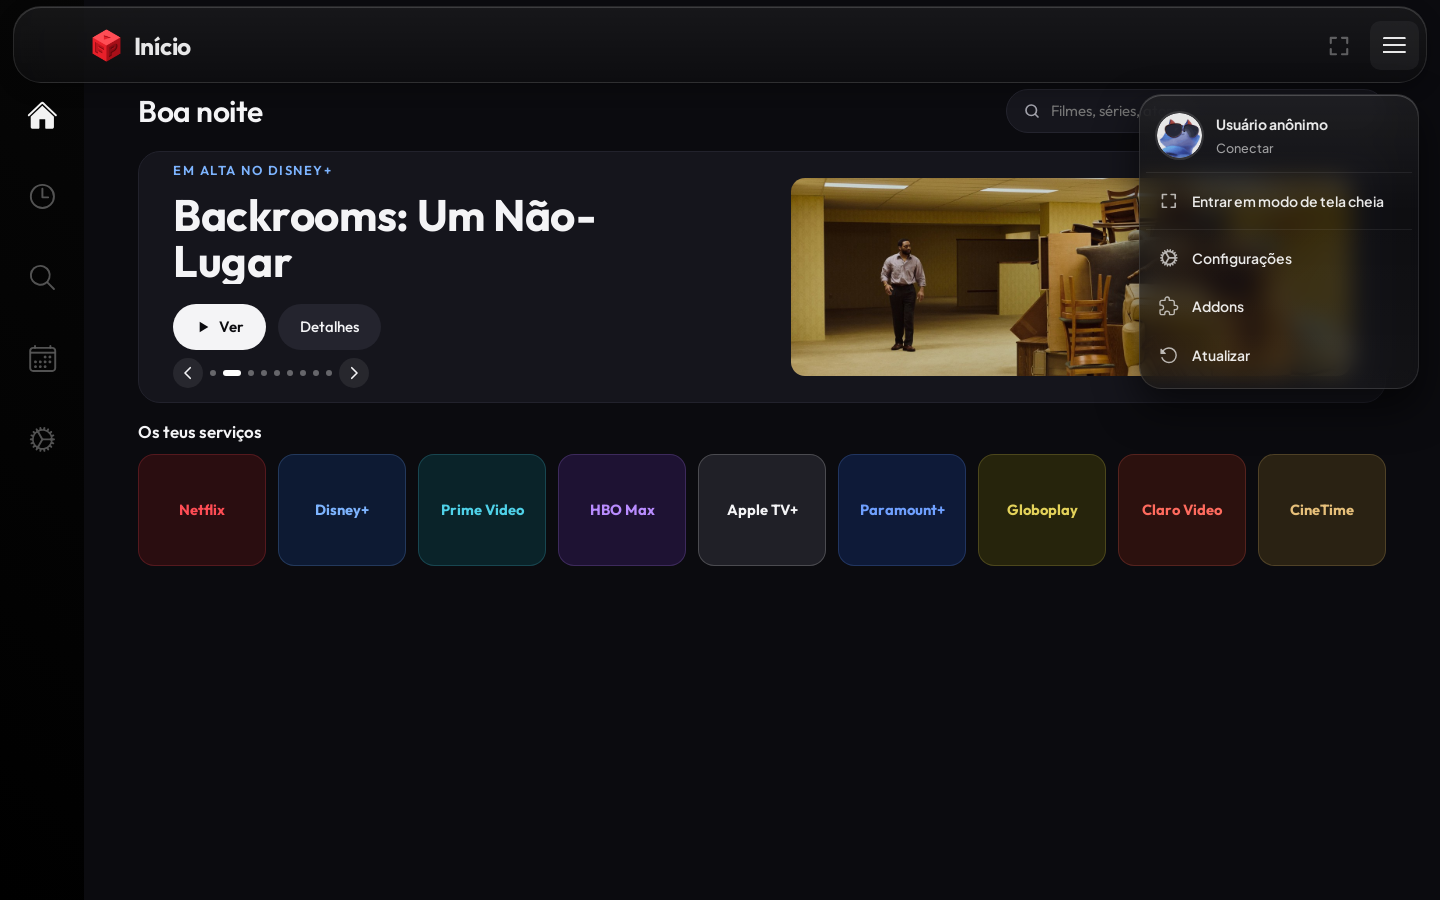 Início
Boa noite
Filmes, séries,
Usuário anônimo
Conectar
Entrar em modo de tela cheia
Configurações
Addons
Atualizar
EM ALTA NO DISNEY+
Backrooms: Um Não-
Lugar
Ver
Detalhes
Os teus serviços
Netflix
Disney+
Prime Video
HBO Max
Apple TV+
Paramount+
Globoplay
Claro Video
CineTime